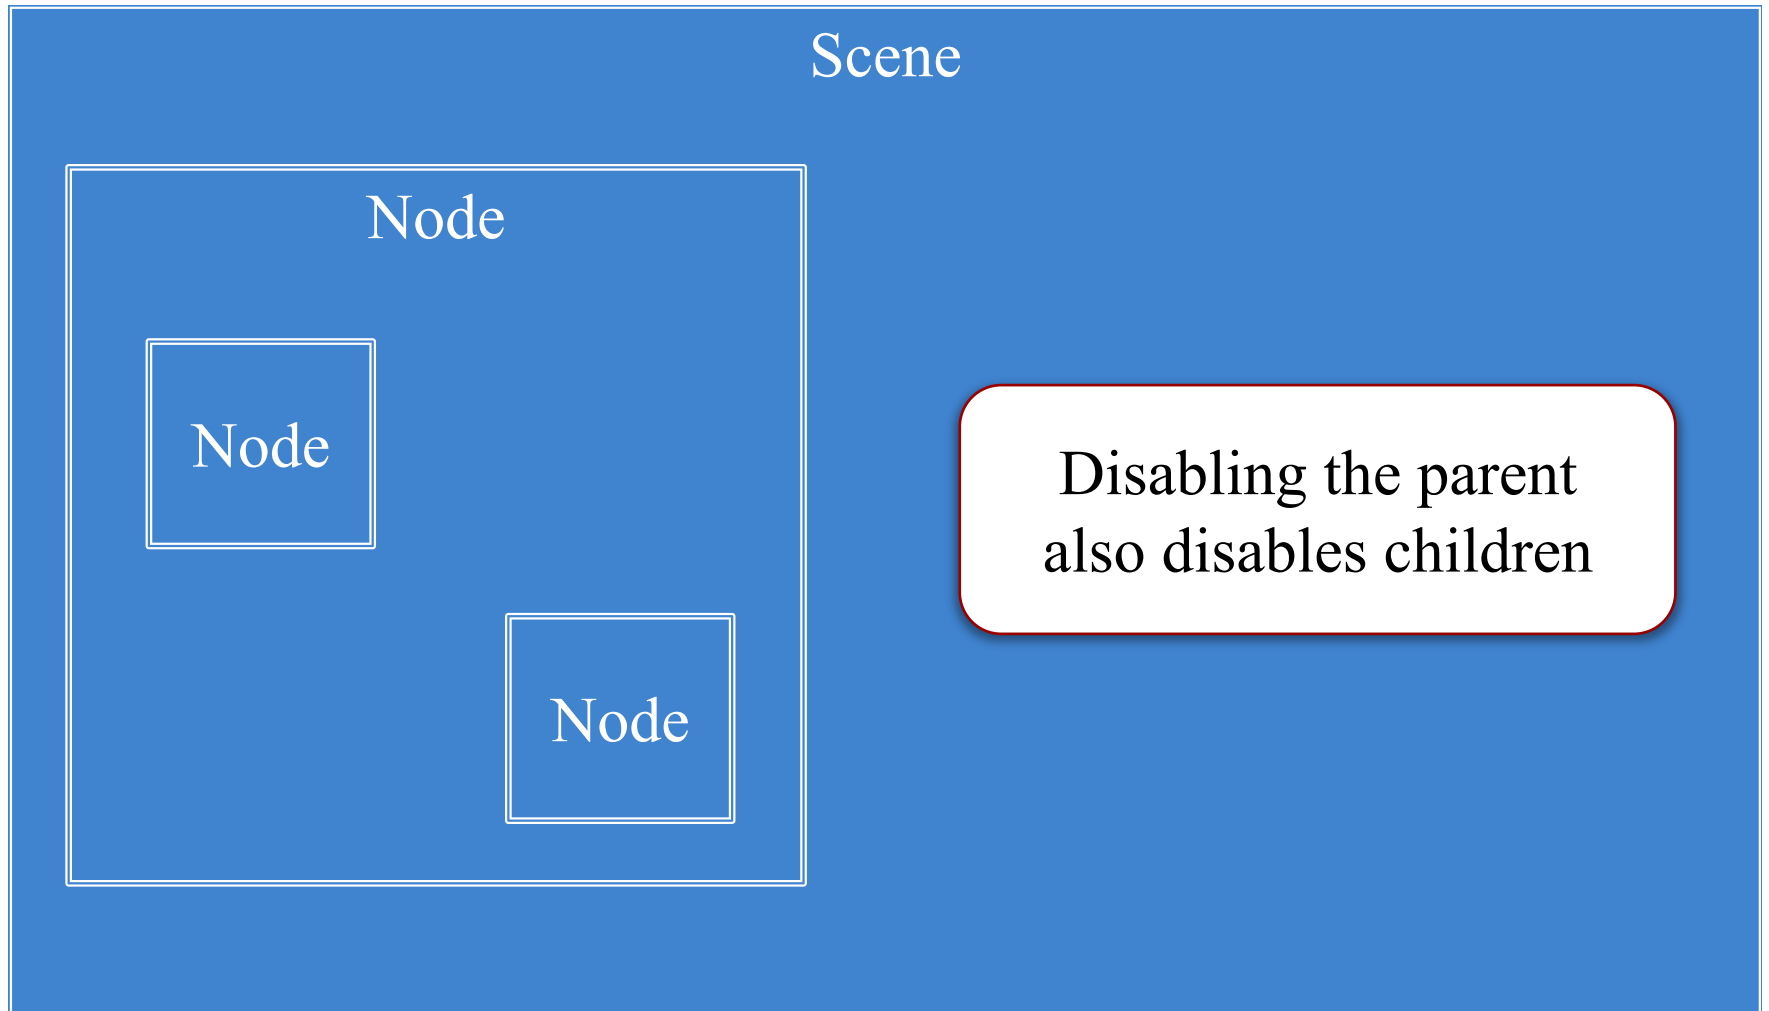 Scene
Node
Node
Node
Disabling the parent
also disables children